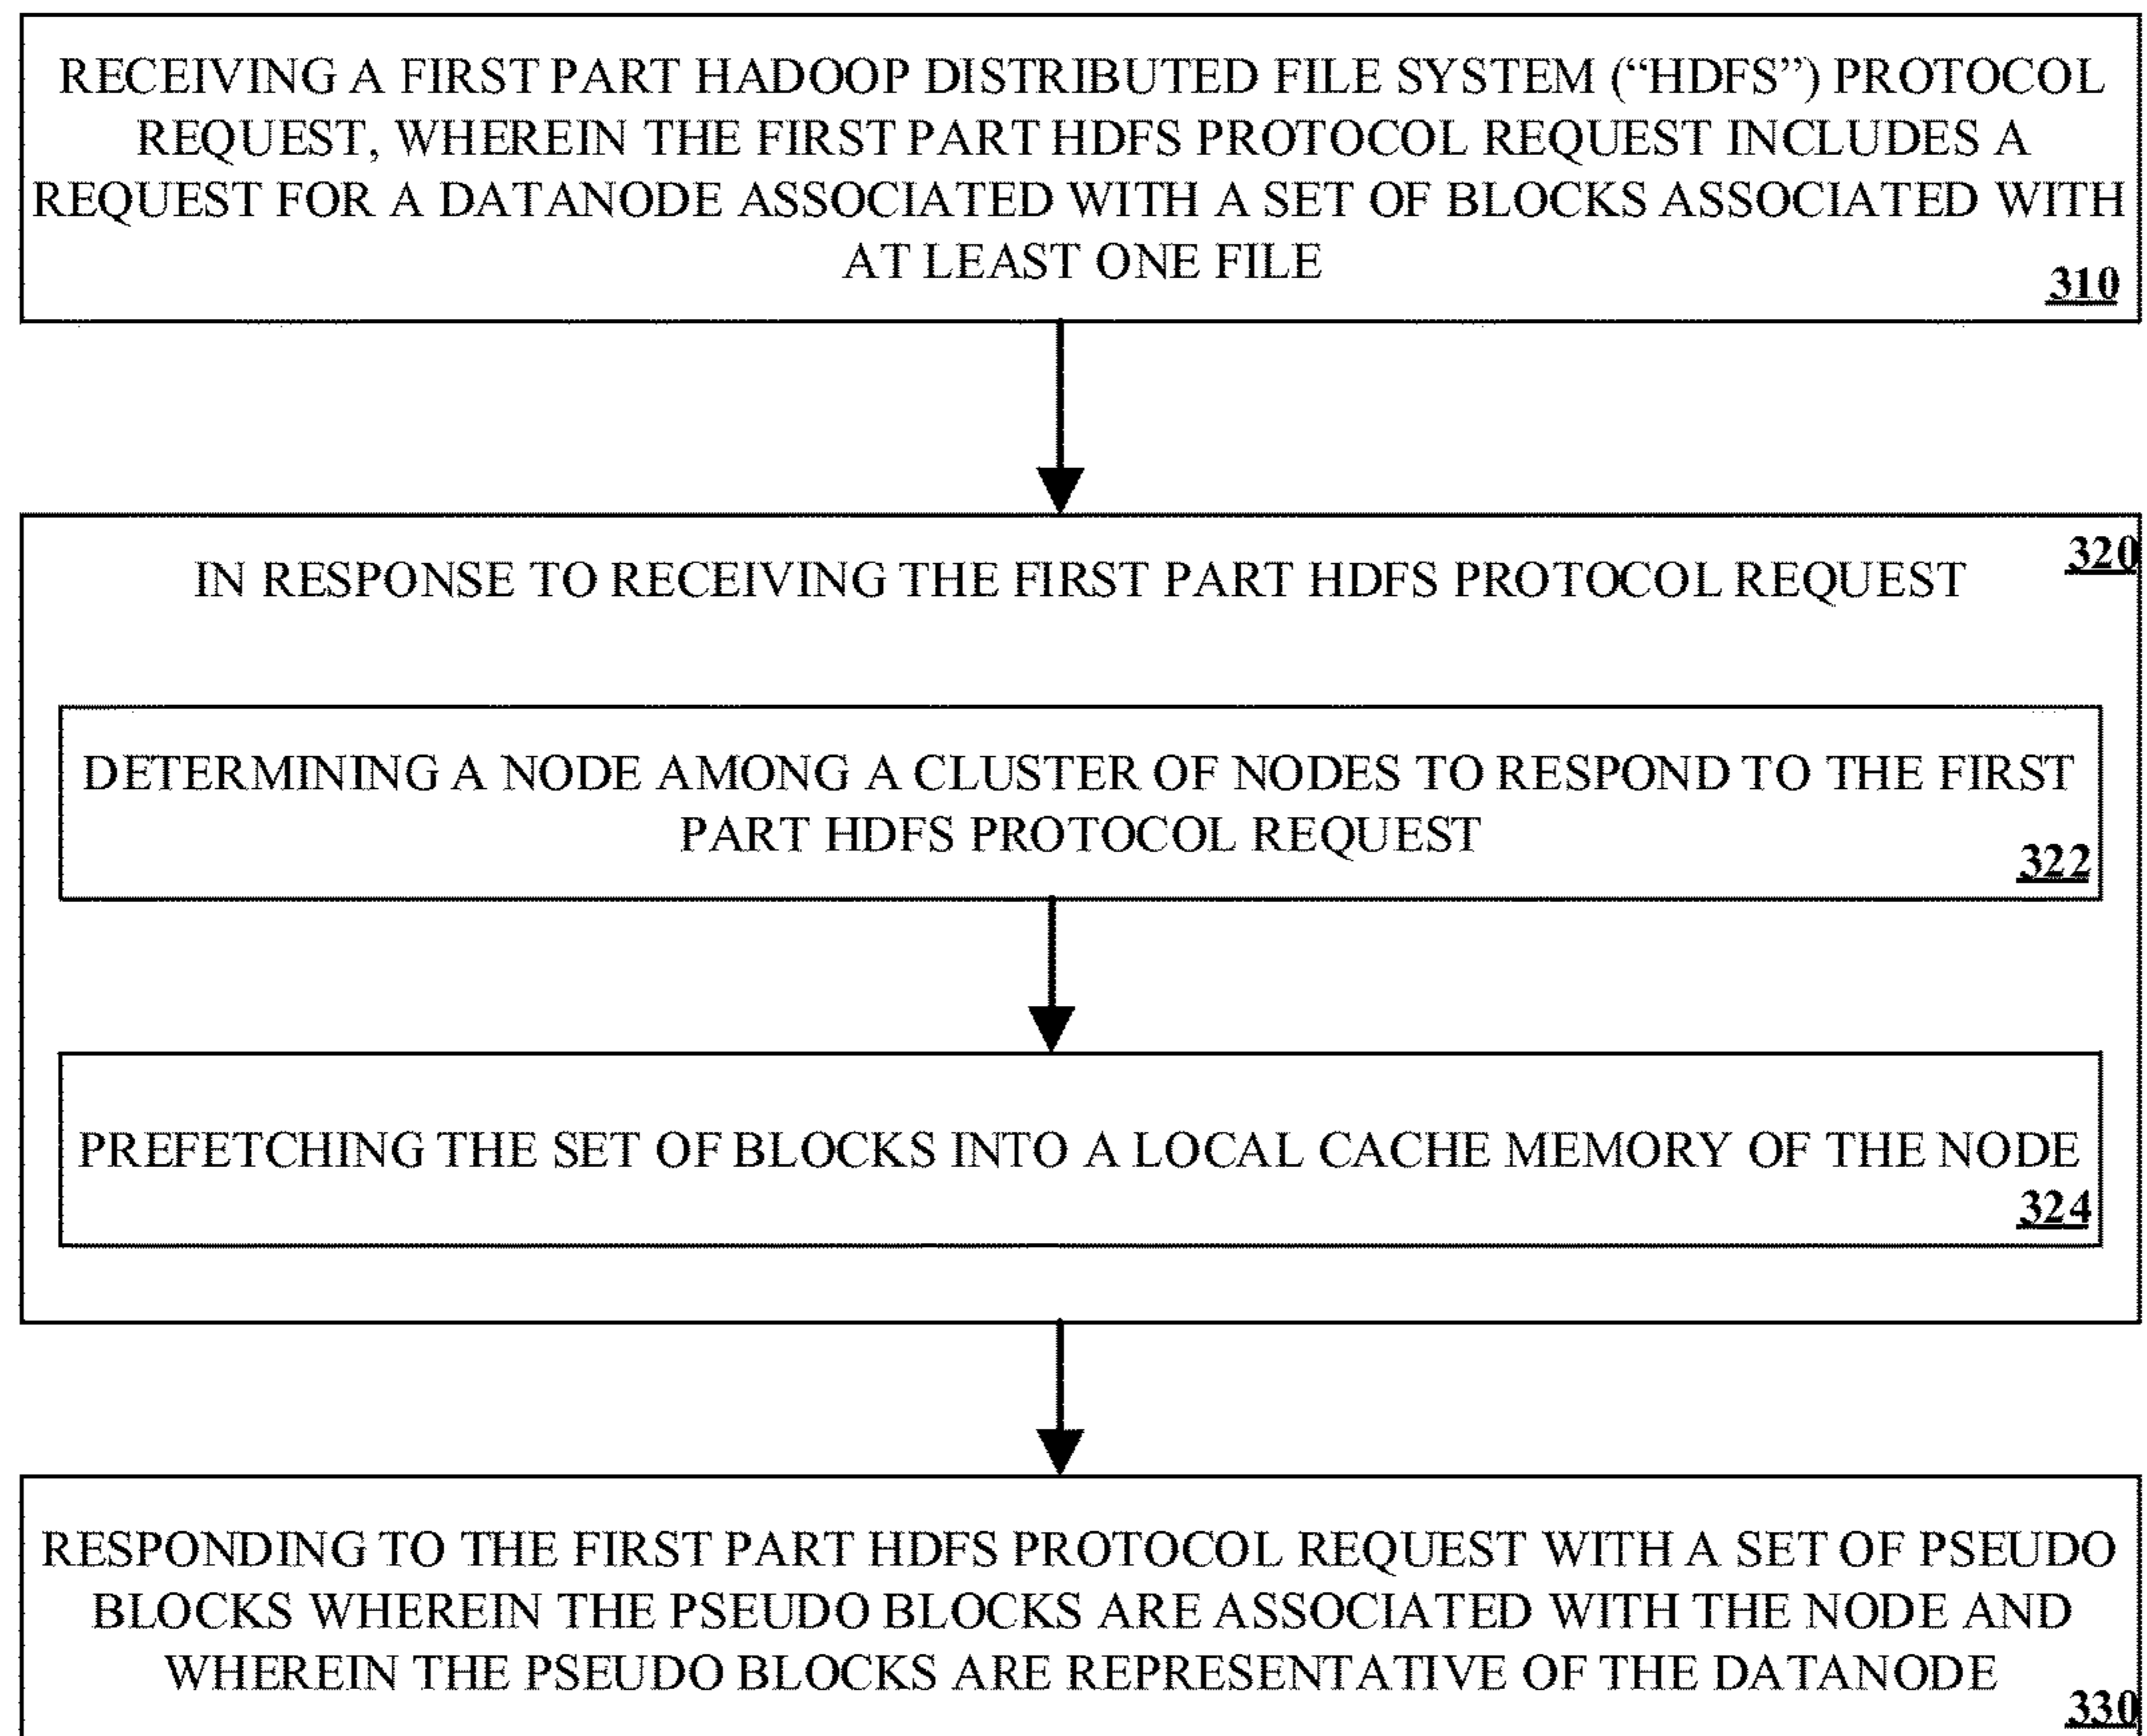 RECEIVING A FIRST PART HADOOP DISTRIBUTED FILE SYSTEM (“HDFS”) PROTOCOL
REQUEST, WHEREIN THE FIRST PART HDFS PROTOCOL REQUEST INCLUDES A
REQUEST FOR A DATANODE ASSOCIATED WITH A SET OF BLOCKS ASSOCIATED WITH
AT LEAST ONE FILE
310
320
IN RESPONSE TO RECEIVING THE FIRST PART HDFS PROTOCOL REQUEST
DETERMINING A NODE AMONG A CLUSTER OF NODES TO RESPOND TO THE FIRST
PART HDFS PROTOCOL REQUEST
322
PREFETCHING THE SET OF BLOCKS INTO A LOCAL CACHE MEMORY OF THE NODE
324
RESPONDING TO THE FIRST PART HDFS PROTOCOL REQUEST WITH A SET OF PSEUDO
BLOCKS WHEREIN THE PSEUDO BLOCKS ARE ASSOCIATED WITH THE NODE AND
WHEREIN THE PSEUDO BLOCKS ARE REPRESENTATIVE OF THE DATANODE
330